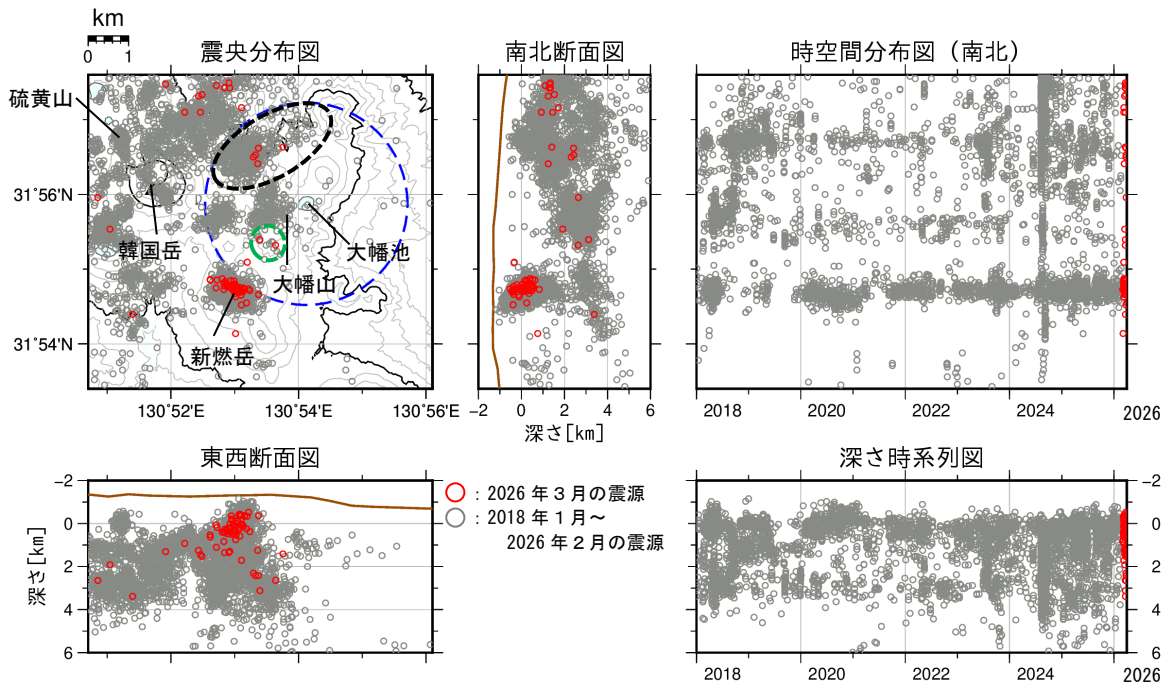 km
0 1
震央分布図
硫黄山
31°56'N
韓国岳
大幡池
大幡山
新燃岳
31°54'N
130°52'E 130°54'E 130°56'E
南北断面図
-2 0 2 4 6
深さ[km]
時空間分布図（南北）
2018 2020 2022 2024 2026
東西断面図
-2
0
2
4
6
深さ[km]
：2026 年３月の震源
：2018 年１月～
2026 年２月の震源
深さ時系列図
-2
0
2
4
6
2018 2020 2022 2024 2026